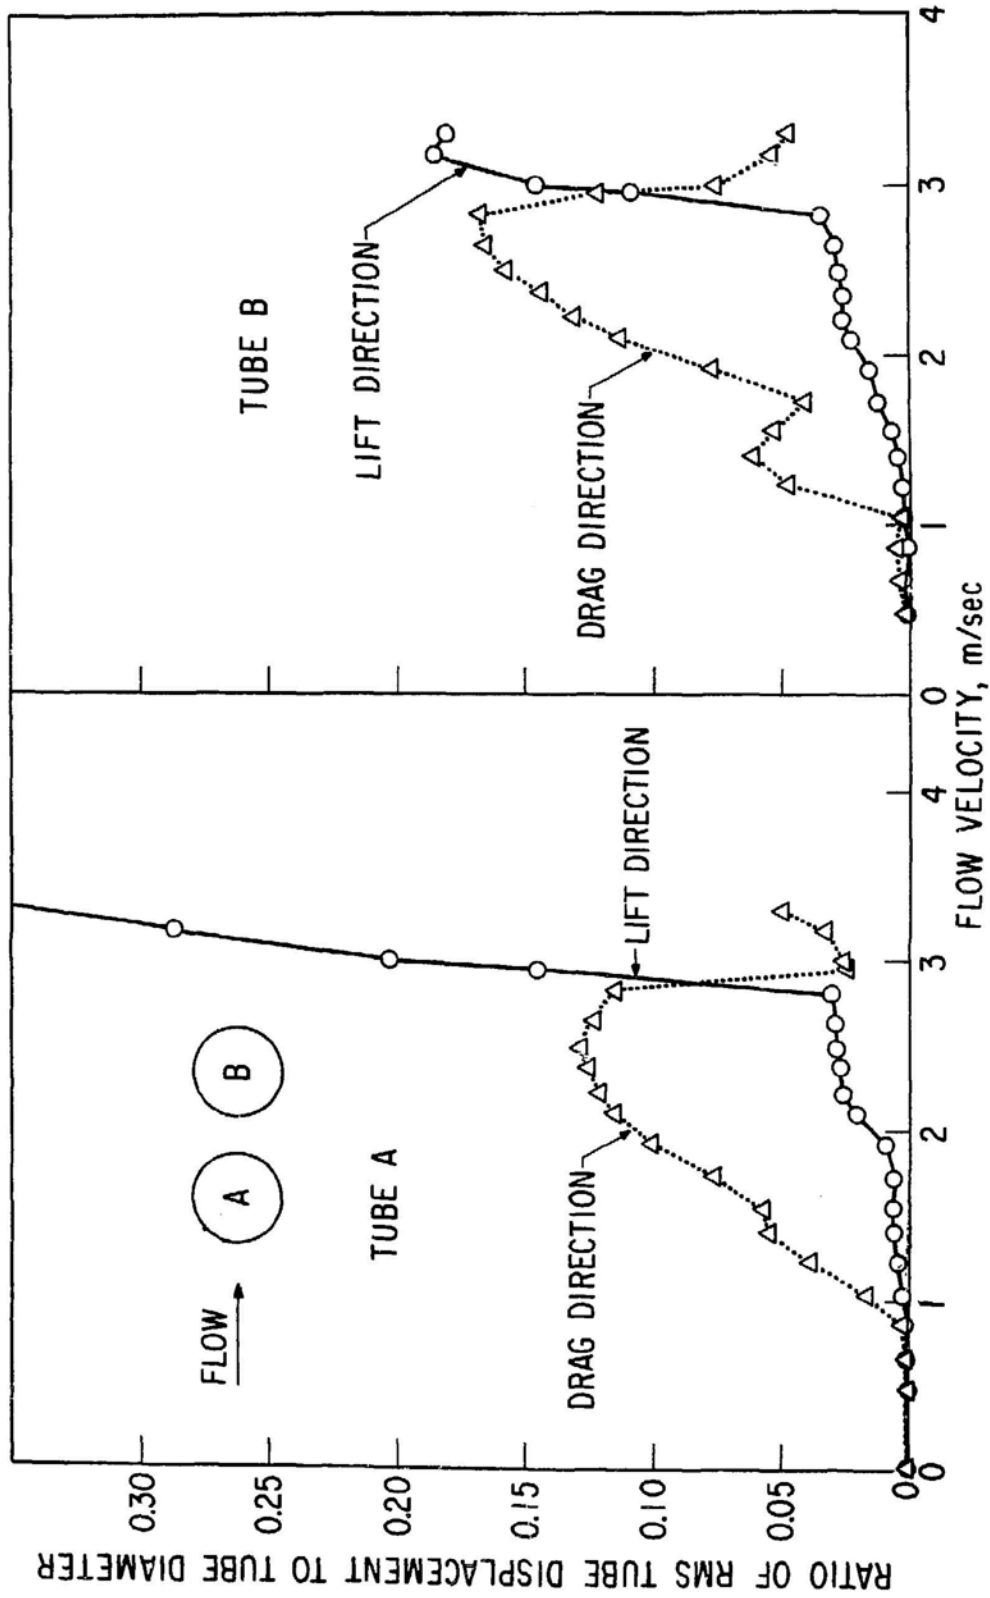 RATIO OF RMS TUBE DISPLACEMENT TO TUBE DIAMETER
0.30
0.25
0.20
0.15
0.10
0.05
0
FLOW
A
B
TUBE A
DRAG DIRECTION
LIFT DIRECTION
0
1
2
3
4
TUBE B
LIFT DIRECTION
DRAG DIRECTION
0
1
2
3
4
FLOW VELOCITY, m/sec